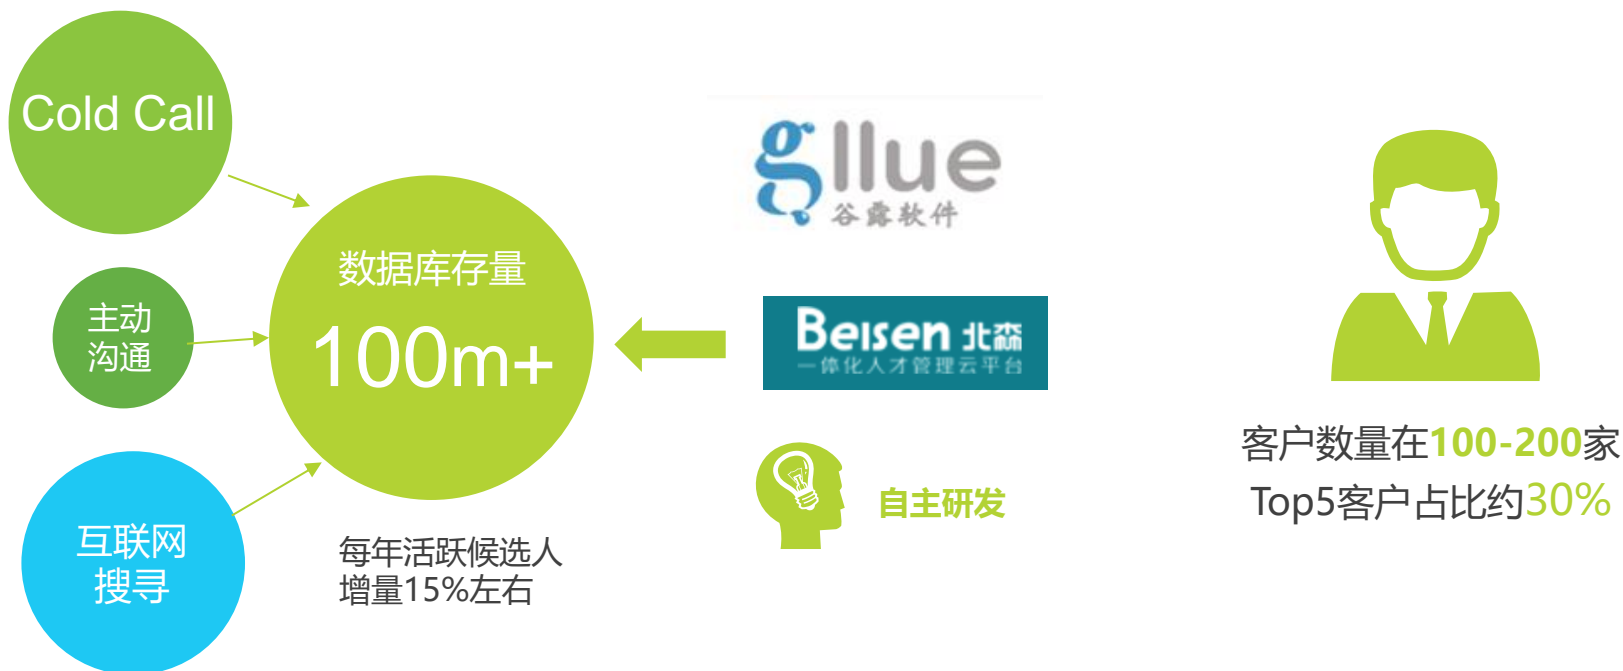 Cold Call
主动
沟通
互联网
搜寻
数据库存量
100m+
每年活跃候选人
增量15%左右
gllue
谷露软件
Beisen 北森
一体化人才管理云平台
自主研发
客户数量在100-200家
Top5客户占比约30%